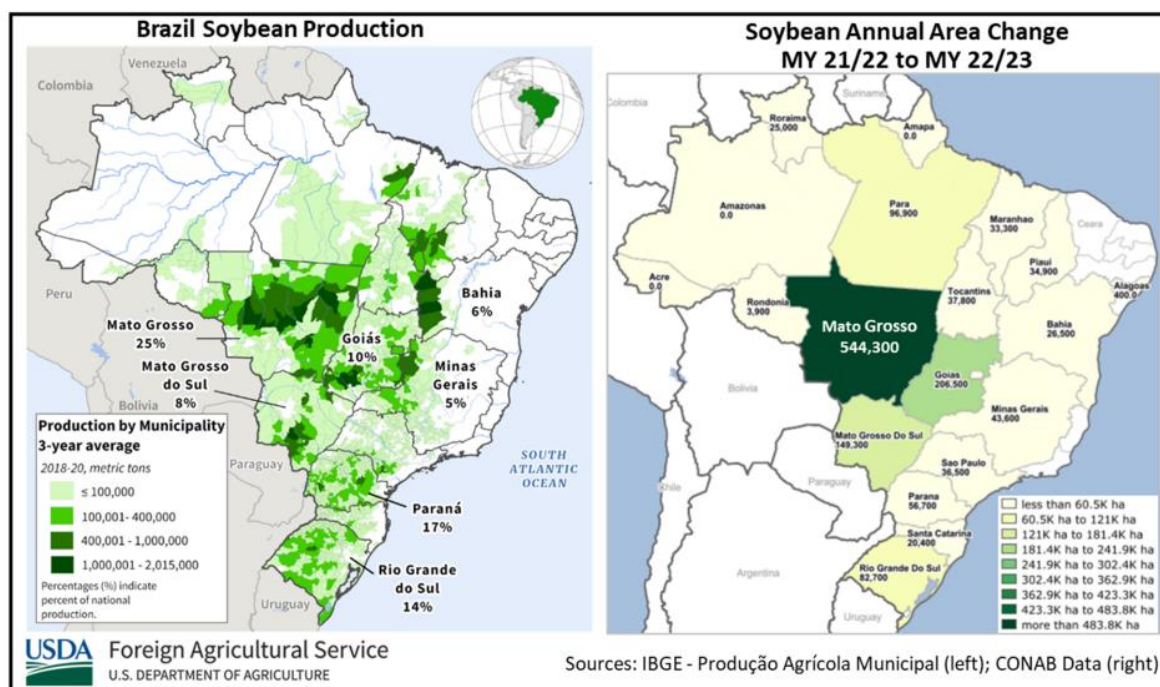 Brazil Soybean Production
Venezuela
Colombia
Peru
Bolivia
Paraguay
Uruguay
SOUTH
ATLANTIC
OCEAN
Mato Grosso
25%
Mato Grosso
do Sul
8%
Goiás
10%
Bahia
6%
Minas
Gerais
5%
Paraná
17%
Rio Grande
do Sul
14%
Production by Municipality
3-year average
2018-20, metric tons
≤ 100,000
100,001- 400,000
400,001 - 1,000,000
1,000,001 - 2,015,000
Percentages (%) indicate
percent of national
production.
Soybean Annual Area Change
MY 21/22 to MY 22/23
Colombia
Suriname
Roraima
25,000
Amapa
0.0
Amazonas
0.0
Para
96,900
Maranhao
33,300
Ceara
Piaui
34,900
Acre
0.0
Rondonia
3,900
Tocantins
37,800
Alagoas
400.0
Mato Grosso
544,300
Bahia
26,500
Peru
Bolivia
Goias
206,500
Minas Gerais
43,600
Mato Grosso Do Sul
149,300
Sao Paulo
36,500
Paraguay
Chile
Parana
56,700
Santa Catarina
20,400
Argentina
Rio Grande Do Sul
82,700
Uruguay
less than 60.5K ha
60.5K ha to 121K ha
121K ha to 181.4K ha
181.4K ha to 241.9K ha
241.9K ha to 302.4K ha
302.4K ha to 362.9K ha
362.9K ha to 423.3K ha
423.3K ha to 483.8K ha
more than 483.8K ha
USDA
Foreign Agricultural Service
U.S. DEPARTMENT OF AGRICULTURE
Sources: IBGE - Produção Agrícola Municipal (left); CONAB Data (right)